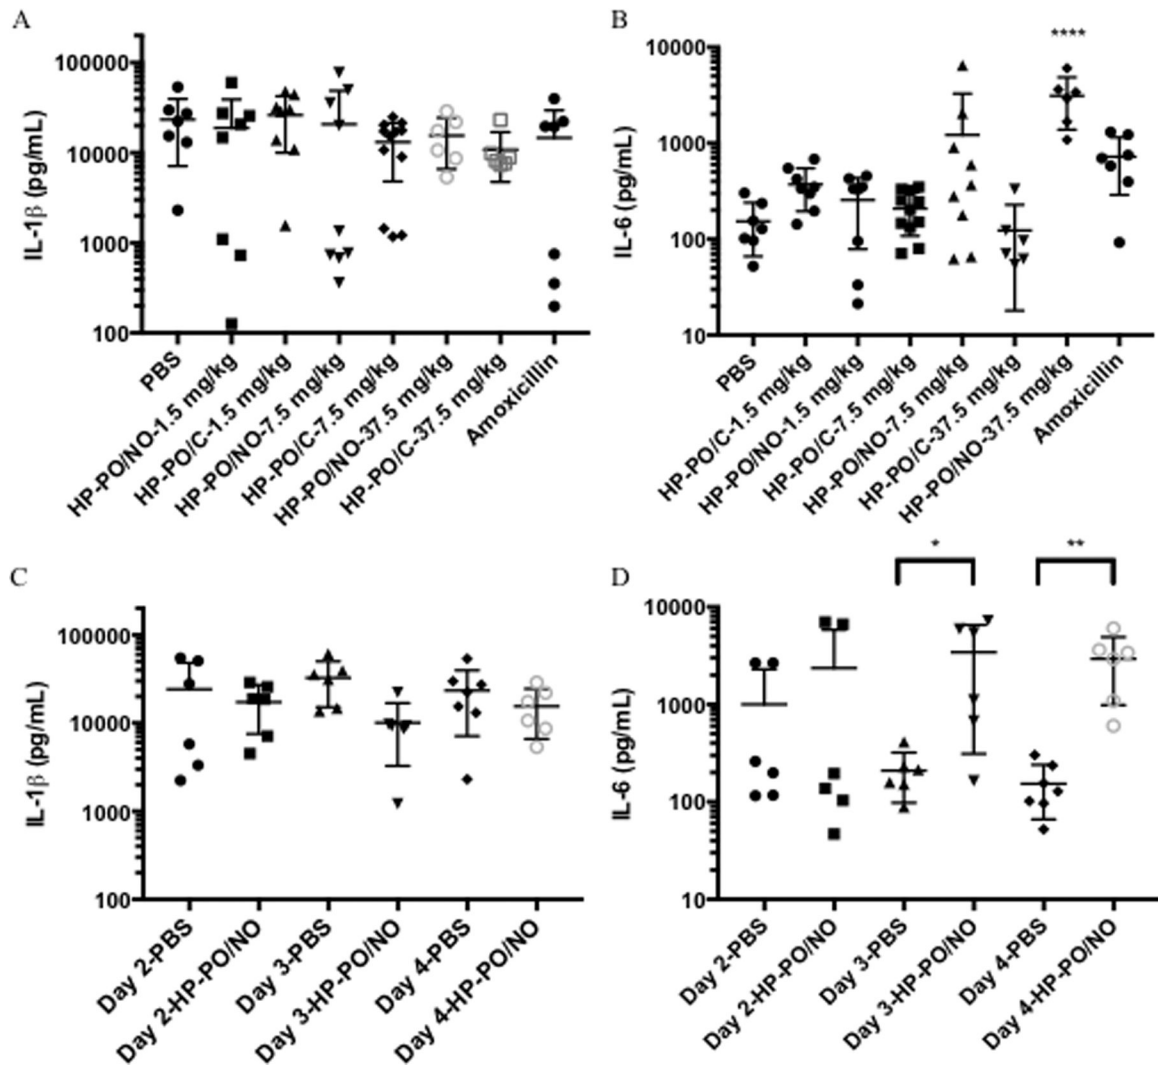 A
IL-1β (pg/mL)
100000
10000
1000
100
PBS
HP-PO/NO-1.5 mg/kg
HP-PO/C-1.5 mg/kg
HP-PO/NO-7.5 mg/kg
HP-PO/C-7.5 mg/kg
HP-PO/NO-37.5 mg/kg
HP-PO/C-37.5 mg/kg
Amoxicillin
B
****
IL-6 (pg/mL)
10000
1000
100
10
PBS
HP-PO/C-1.5 mg/kg
HP-PO/NO-1.5 mg/kg
HP-PO/C-7.5 mg/kg
HP-PO/NO-7.5 mg/kg
HP-PO/C-37.5 mg/kg
HP-PO/NO-37.5 mg/kg
Amoxicillin
C
IL-1β (pg/mL)
100000
10000
1000
100
Day 2-PBS
Day 2-HP-PO/NO
Day 3-PBS
Day 3-HP-PO/NO
Day 4-PBS
Day 4-HP-PO/NO
D
*
**
IL-6 (pg/mL)
10000
1000
100
10
Day 2-PBS
Day 2-HP-PO/NO
Day 3-PBS
Day 3-HP-PO/NO
Day 4-PBS
Day 4-HP-PO/NO